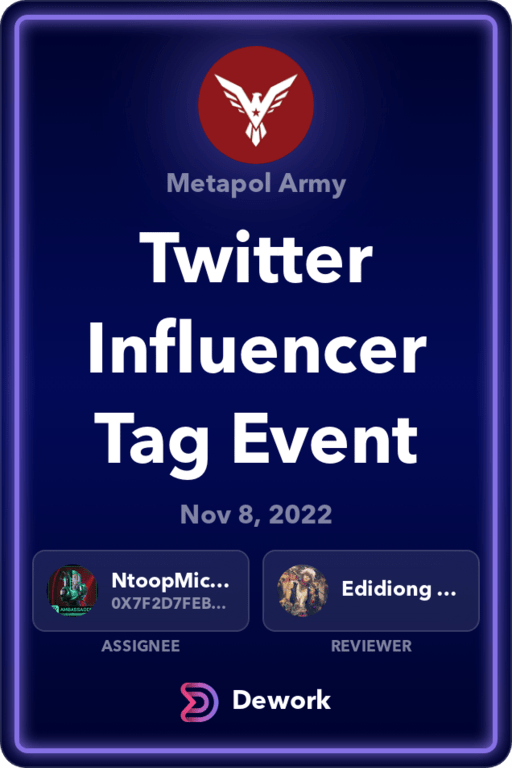 Metapol Army
Twitter
Influencer
Tag Event
Nov 8, 2022
NtoopMic...
0X7F2D7FEB...
ASSIGNEE
Edidiong ...
REVIEWER
Dework